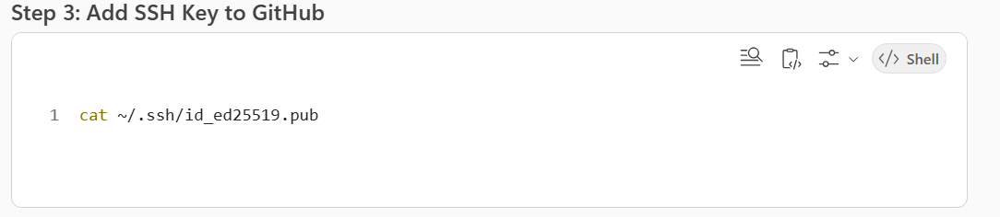 Step 3: Add SSH Key to GitHub
</> Shell
1 cat ~/.ssh/id_ed25519.pub